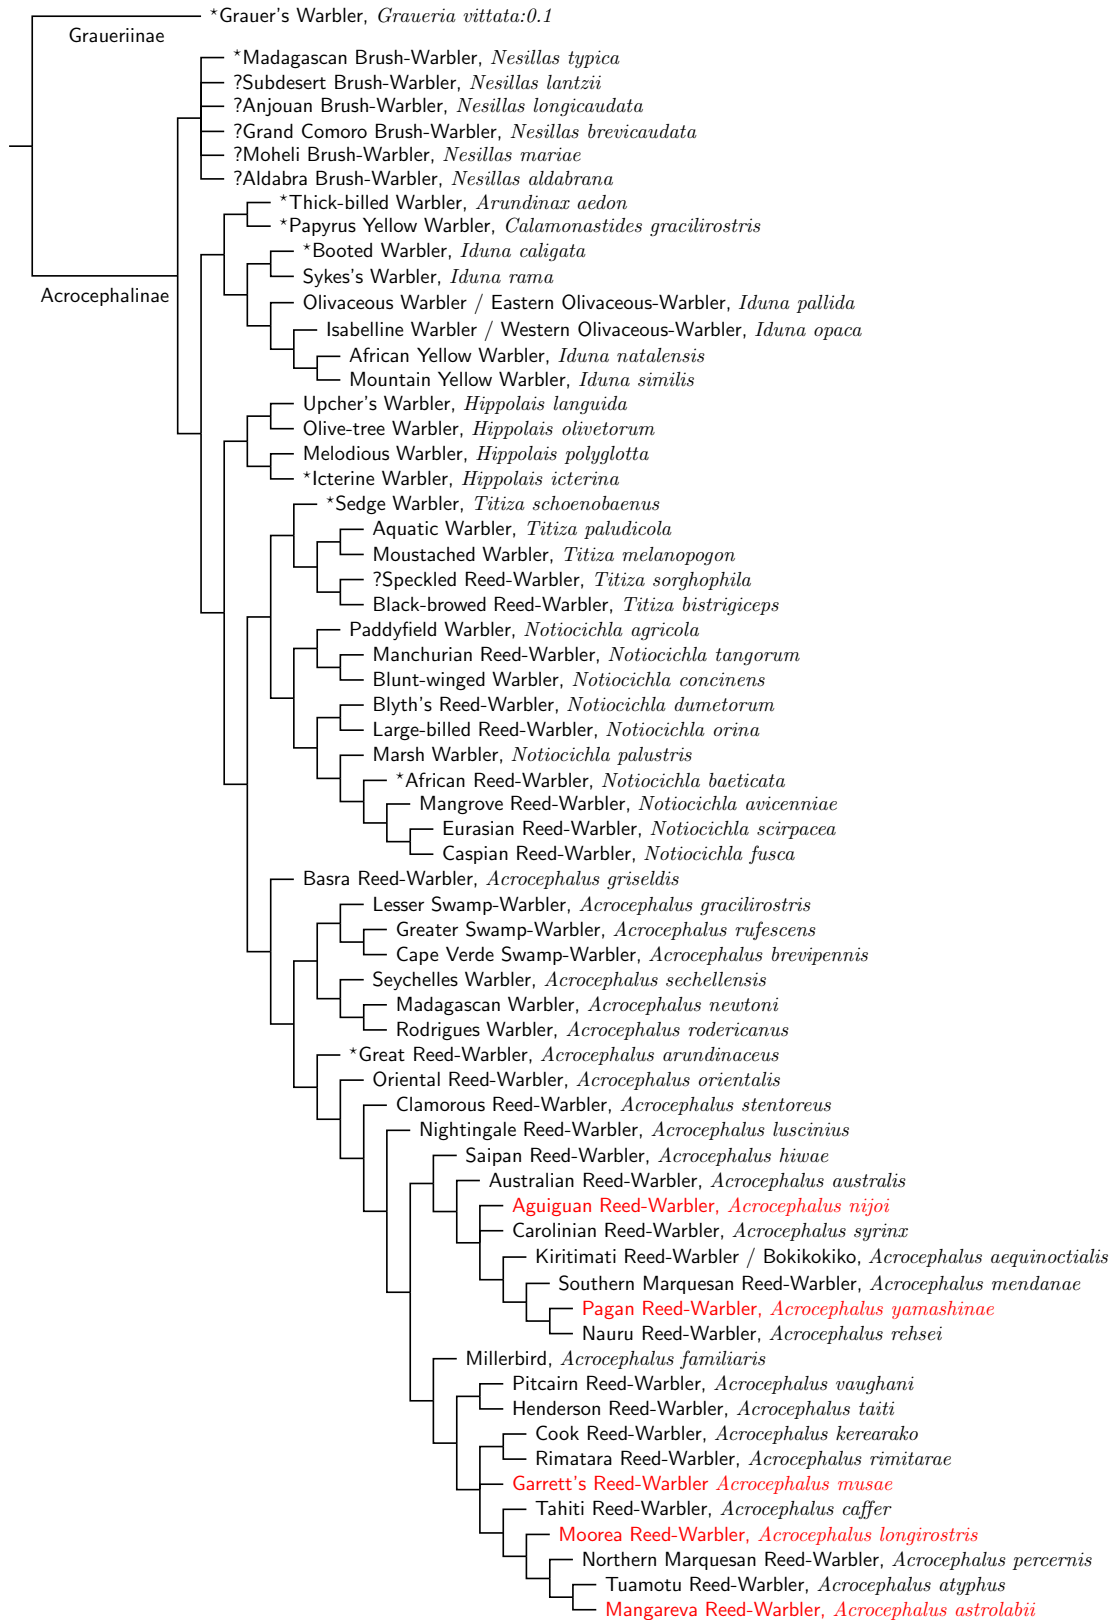 *Grauer's Warbler, Graueria vittata:0.1
Graueriinae
*Madagascan Brush-Warbler, Nesillas typica
?Subdesert Brush-Warbler, Nesillas lantzii
?Anjouan Brush-Warbler, Nesillas longicaudata
?Grand Comoro Brush-Warbler, Nesillas brevicaudata
?Moheli Brush-Warbler, Nesillas mariae
?Aldabra Brush-Warbler, Nesillas aldabrana
*Thick-billed Warbler, Arundinax aedon
*Papyrus Yellow Warbler, Calamonastides gracilirostris
*Booted Warbler, Iduna caligata
Sykes's Warbler, Iduna rama
Acrocephalinae
Olivaceous Warbler / Eastern Olivaceous-Warbler, Iduna pallida
Isabelline Warbler / Western Olivaceous-Warbler, Iduna opaca
African Yellow Warbler, Iduna natalensis
Mountain Yellow Warbler, Iduna similis
Upcher's Warbler, Hippolais languida
Olive-tree Warbler, Hippolais olivetorum
Melodious Warbler, Hippolais polyglotta
*Icterine Warbler, Hippolais icterina
*Sedge Warbler, Titiza schoenobaenus
Aquatic Warbler, Titiza paludicola
Moustached Warbler, Titiza melanopogon
?Speckled Reed-Warbler, Titiza sorghophila
Black-browed Reed-Warbler, Titiza bistrigiceps
Paddyfield Warbler, Notiocichla agricola
Manchurian Reed-Warbler, Notiocichla tangorum
Blunt-winged Warbler, Notiocichla concinens
Blyth's Reed-Warbler, Notiocichla dumetorum
Large-billed Reed-Warbler, Notiocichla orina
Marsh Warbler, Notiocichla palustris
*African Reed-Warbler, Notiocichla baeticata
Mangrove Reed-Warbler, Notiocichla avicenniae
Eurasian Reed-Warbler, Notiocichla scirpacea
Caspian Reed-Warbler, Notiocichla fusca
Basra Reed-Warbler, Acrocephalus griseldis
Lesser Swamp-Warbler, Acrocephalus gracilirostris
Greater Swamp-Warbler, Acrocephalus rufescens
Cape Verde Swamp-Warbler, Acrocephalus brevipennis
Seychelles Warbler, Acrocephalus sechellensis
Madagascan Warbler, Acrocephalus newtoni
Rodrigues Warbler, Acrocephalus rodericanus
*Great Reed-Warbler, Acrocephalus arundinaceus
Oriental Reed-Warbler, Acrocephalus orientalis
Clamorous Reed-Warbler, Acrocephalus stentoreus
Nightingale Reed-Warbler, Acrocephalus luscinius
Saipan Reed-Warbler, Acrocephalus hiwae
Australian Reed-Warbler, Acrocephalus australis
Aguiguan Reed-Warbler, Acrocephalus nijoi
Carolinian Reed-Warbler, Acrocephalus syrinx
Kiritimati Reed-Warbler / Bokikokiko, Acrocephalus aequinoctialis
Southern Marquesan Reed-Warbler, Acrocephalus mendanae
Pagan Reed-Warbler, Acrocephalus yamashinae
Nauru Reed-Warbler, Acrocephalus rehsei
Millerbird, Acrocephalus familiaris
Pitcairn Reed-Warbler, Acrocephalus vaughani
Henderson Reed-Warbler, Acrocephalus taiti
Cook Reed-Warbler, Acrocephalus kerearako
Rimatara Reed-Warbler, Acrocephalus rimitarae
Garrett's Reed-Warbler Acrocephalus musae
Tahiti Reed-Warbler, Acrocephalus caffer
Moorea Reed-Warbler, Acrocephalus longirostris
Northern Marquesan Reed-Warbler, Acrocephalus percernis
Tuamotu Reed-Warbler, Acrocephalus atyphus
Mangareva Reed-Warbler, Acrocephalus astrolabii